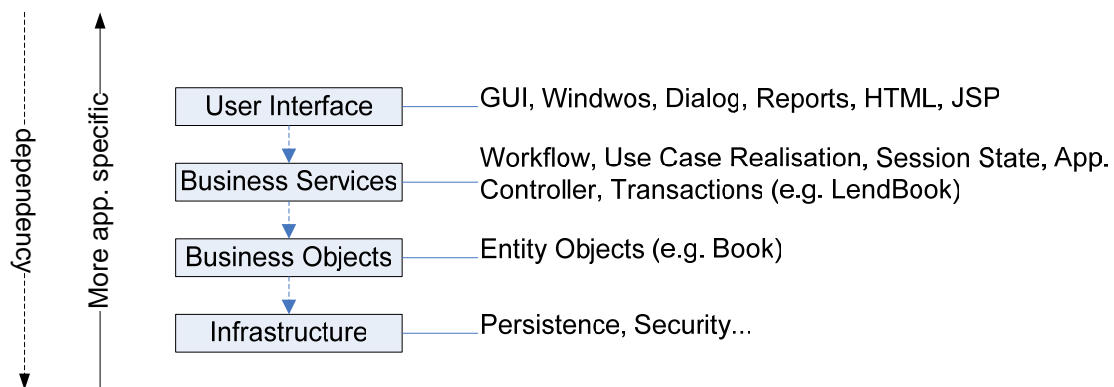 dependency
More app. specific
User Interface
GUI, Windwos, Dialog, Reports, HTML, JSP
Business Services
Workflow, Use Case Realisation, Session State, App.
Controller, Transactions (e.g. LendBook)
Business Objects
Entity Objects (e.g. Book)
Infrastructure
Persistence, Security...